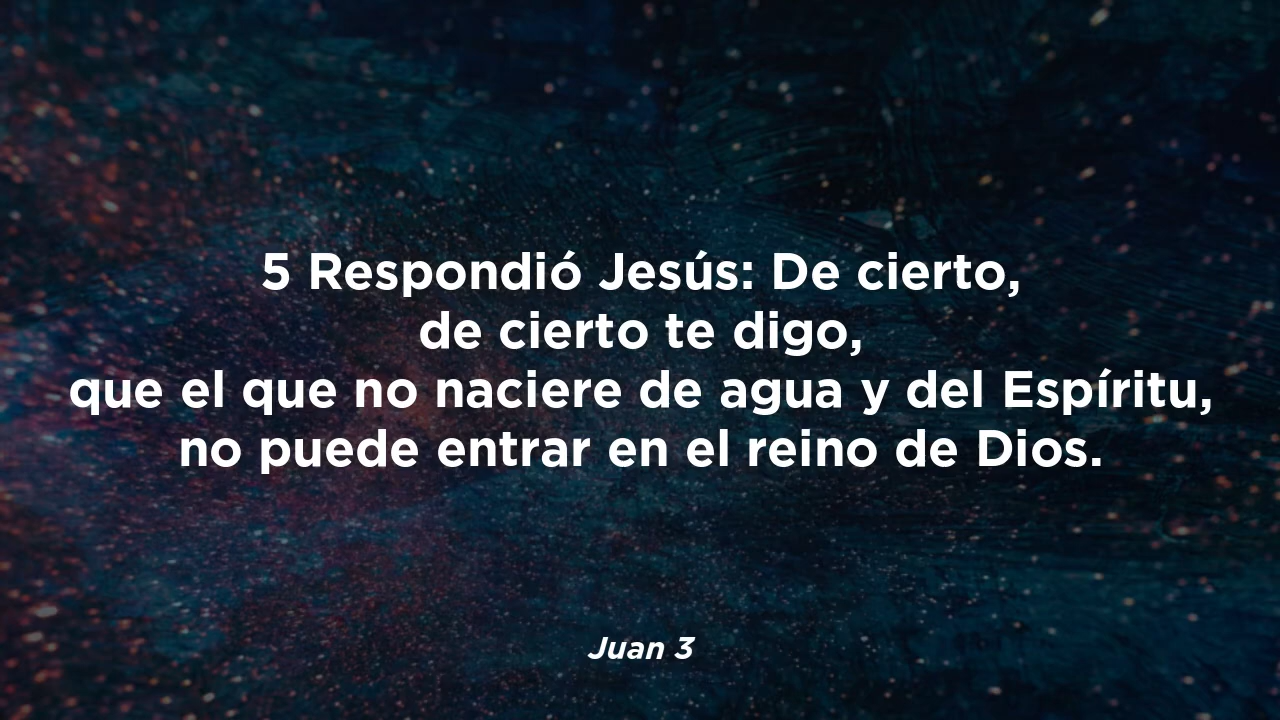 5 Respondió Jesús: De cierto,
de cierto te digo,
que el que no naciere de agua y del Espíritu,
no puede entrar en el reino de Dios.
Juan 3